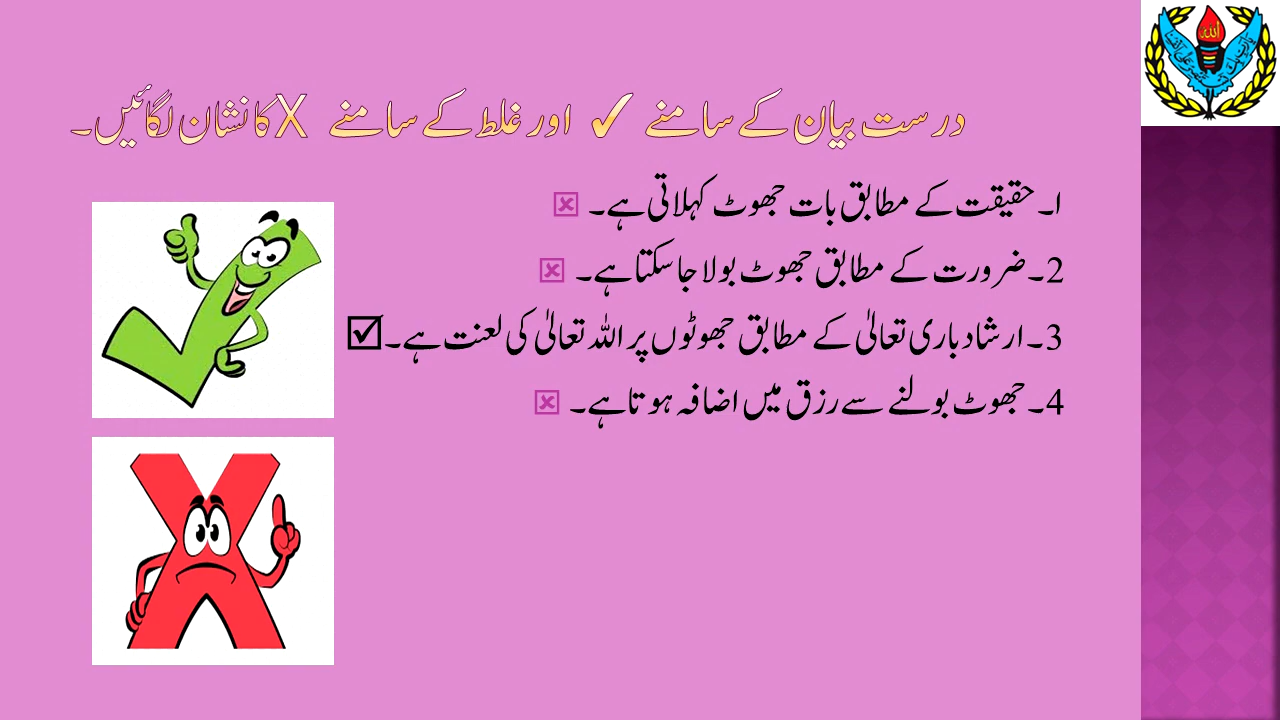 درست بیان کے سامنے ✓ اور غلط کے سامنے X کا نشان لگائیں۔
ا۔ حقیقت کے مطابق بات جھوٹ کہلاتی ہے۔ ☒
2۔ ضرورت کے مطابق جھوٹ بولا جاسکتا ہے۔ ☒
3۔ ارشاد باری تعالیٰ کے مطابق جھوٹوں پر اللہ تعالیٰ کی لعنت ہے۔ ☑
4۔ جھوٹ بولنے سے رزق میں اضافہ ہوتا ہے۔ ☒